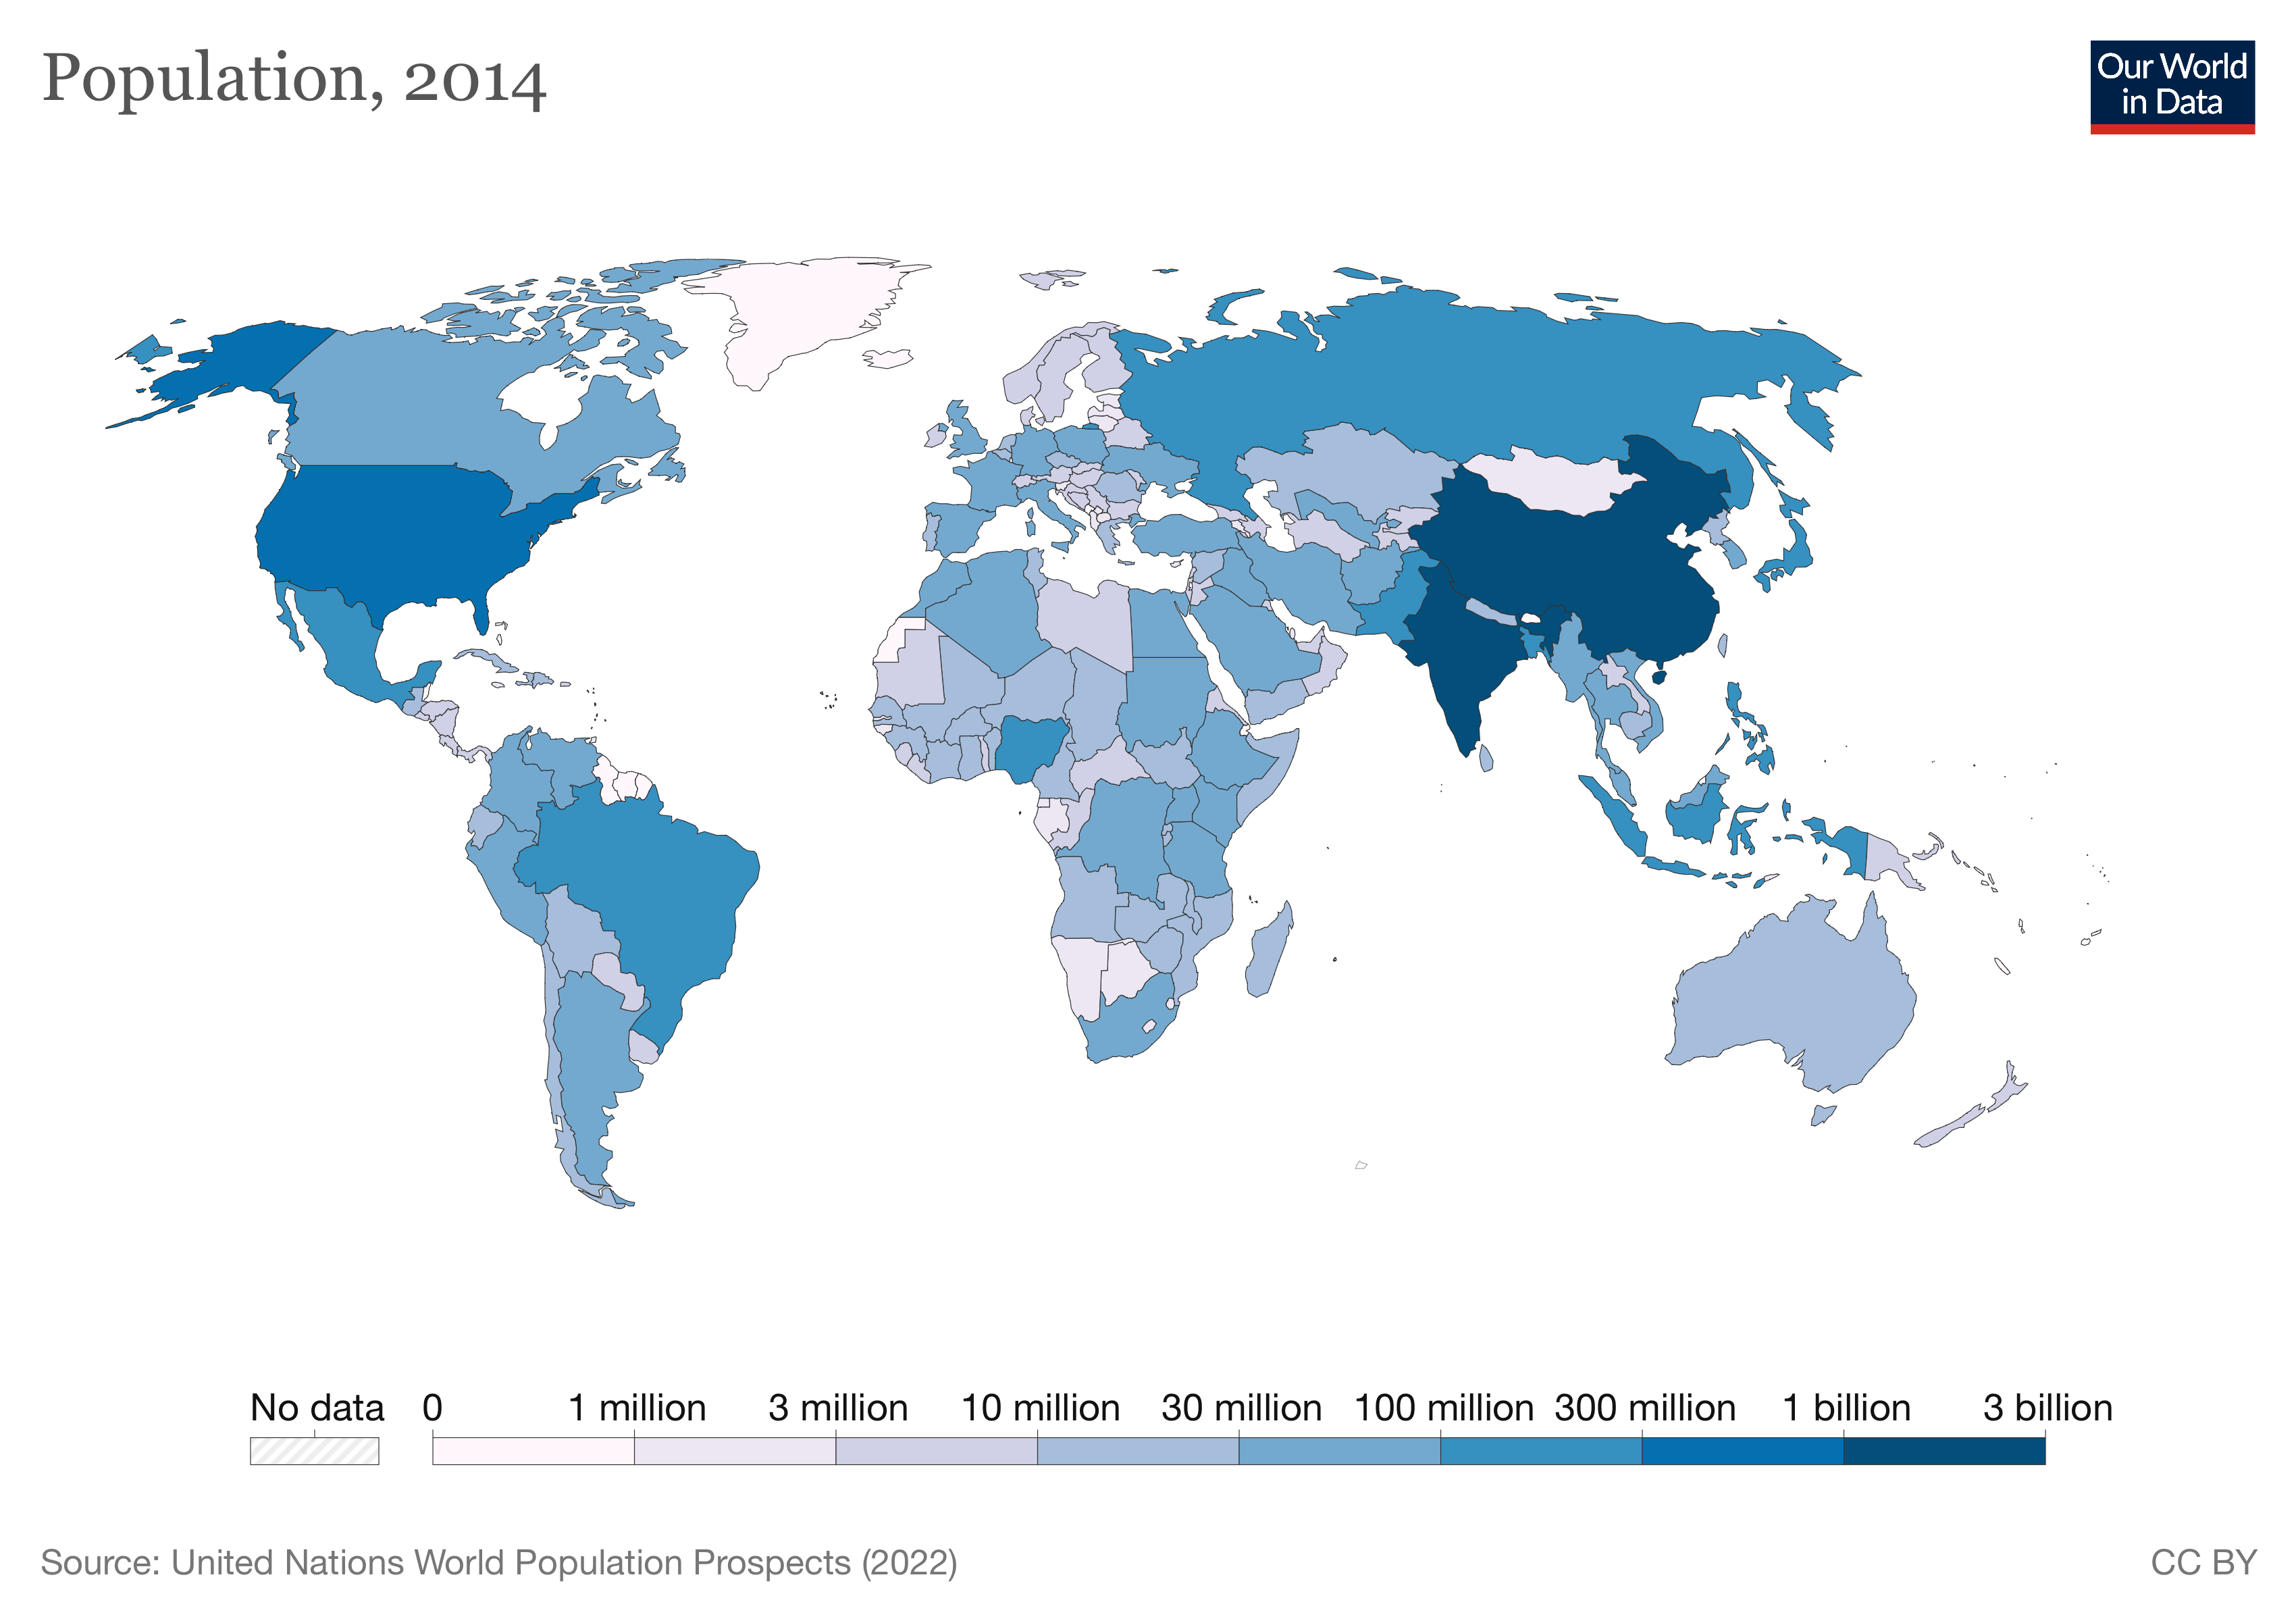 Population, 2014
Our World
in Data
No data
0
1 million
3 million
10 million
30 million
100 million
300 million
1 billion
3 billion
Source: United Nations World Population Prospects (2022)
CC BY